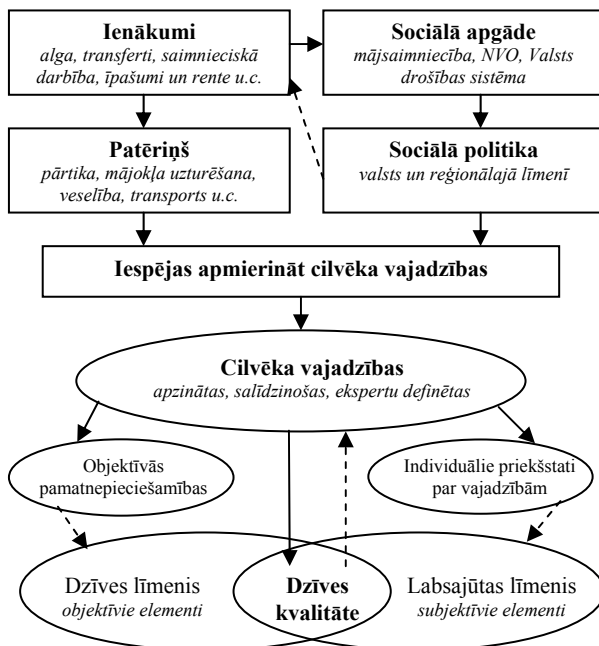 Ienākumi
alga, transferti, saimnieciskā
darbība, īpašumi un rente u.c.
Sociālā apgāde
mājsaimniecība, NVO, Valsts
drošības sistēma
Patēriņš
pārtika, mājokļa uzturēšana,
veselība, transports u.c.
Sociālā politika
valsts un reģionālajā līmenī
Iespējas apmierināt cilvēka vajadzības
Cilvēka vajadzības
apzinātas, salīdzinošas, ekspertu definētas
Objektīvās
pamatnepieciešamības
Individuālie priekšstati
par vajadzībām
Dzīves līmenis
objektīvie elementi
Dzīves
kvalitāte
Labsajūtas līmenis
subjektīvie elementi